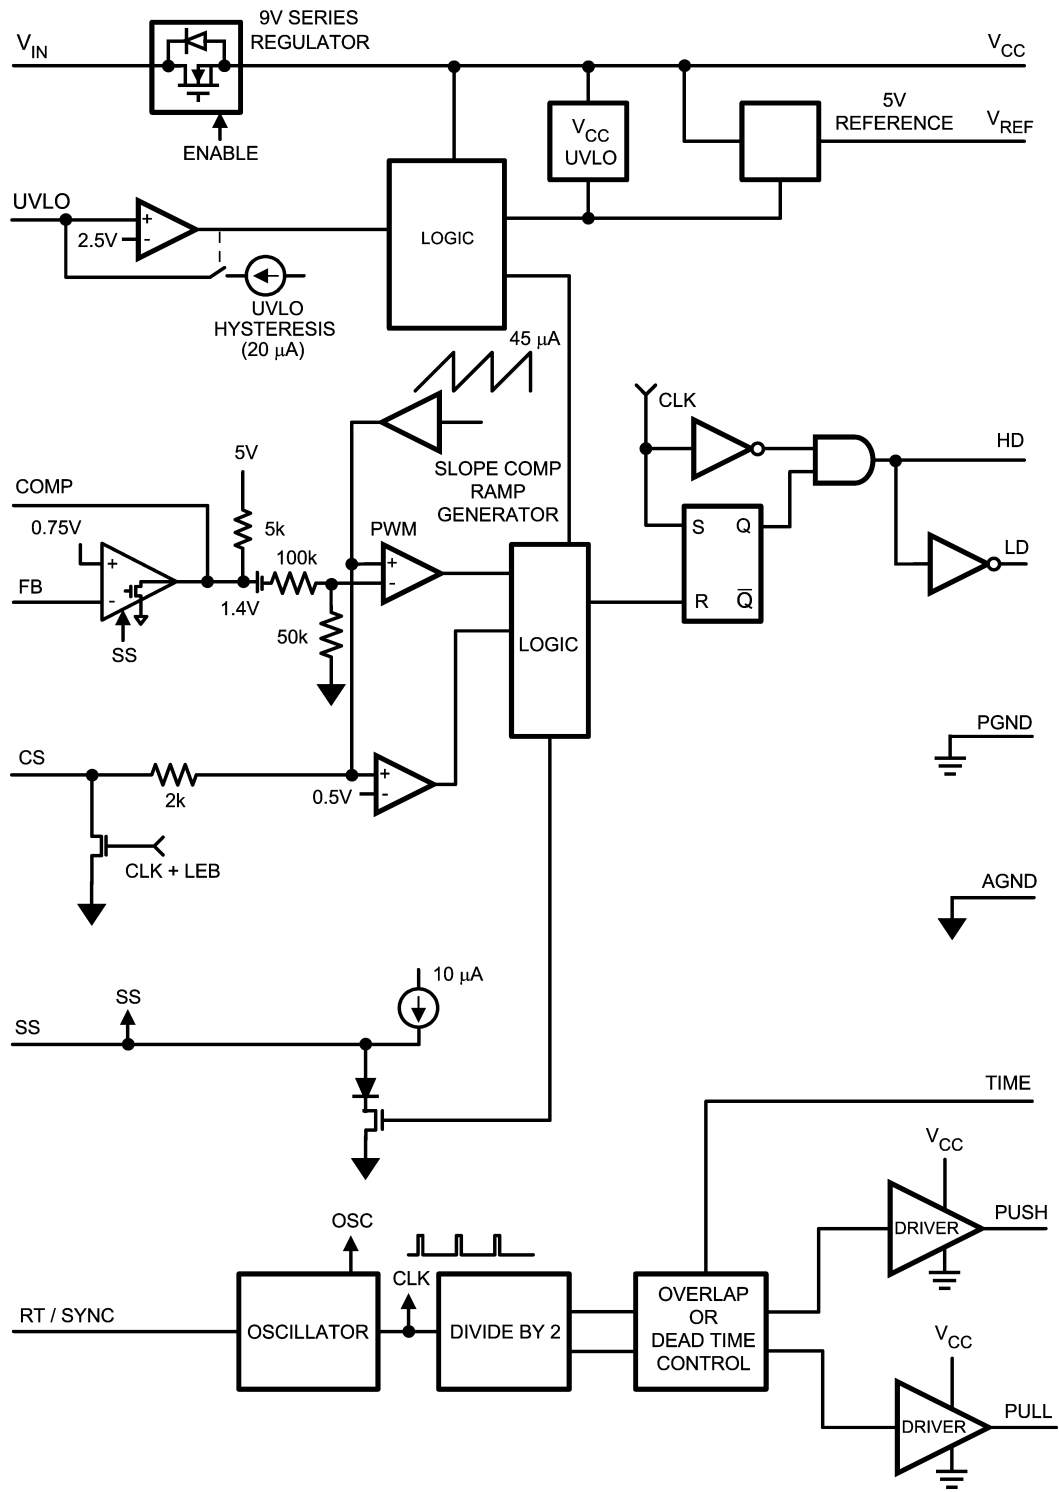 9V SERIES
REGULATOR
VIN
VCC
ENABLE
VCC
UVLO
5V
REFERENCE
VREF
UVLO
+
2.5V
-
LOGIC
UVLO
HYSTERESIS
(20 µA)
45 µA
CLK
HD
SLOPE COMP
RAMP
GENERATOR
5V
COMP
0.75V
5k
100k
PWM
+
-
+
-
FB
1.4V
SS
50k
LOGIC
S
Q
R
Q̅
LD
PGND
CS
2k
0.5V
+
-
CLK + LEB
AGND
10 µA
SS
SS
TIME
VCC
DRIVER
PUSH
OSC
CLK
RT / SYNC
OSCILLATOR
DIVIDE BY 2
OVERLAP
OR
DEAD TIME
CONTROL
VCC
DRIVER
PULL